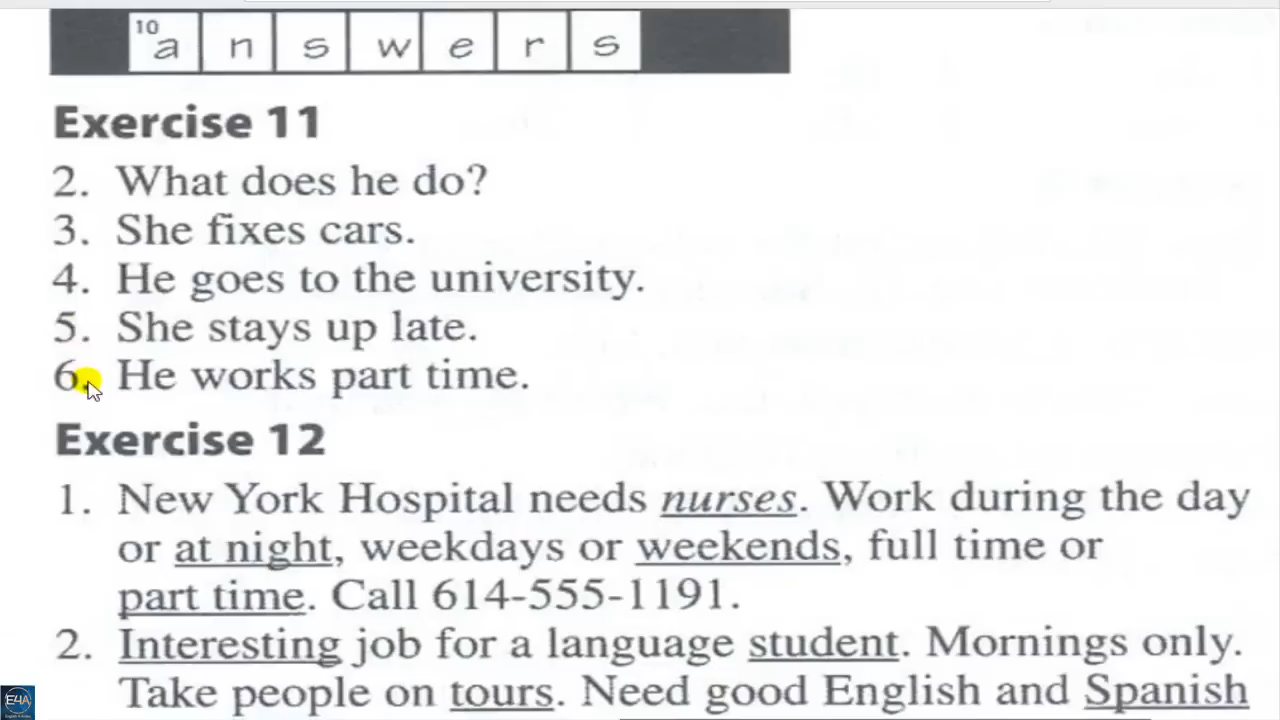 10
a n s w e r s
Exercise 11
2. What does he do?
3. She fixes cars.
4. He goes to the university.
5. She stays up late.
6. He works part time.
Exercise 12
1. New York Hospital needs nurses. Work during the day
or at night, weekdays or weekends, full time or
part time. Call 614-555-1191.
2. Interesting job for a language student. Mornings only.
Take people on tours. Need good English and Spanish
E4A